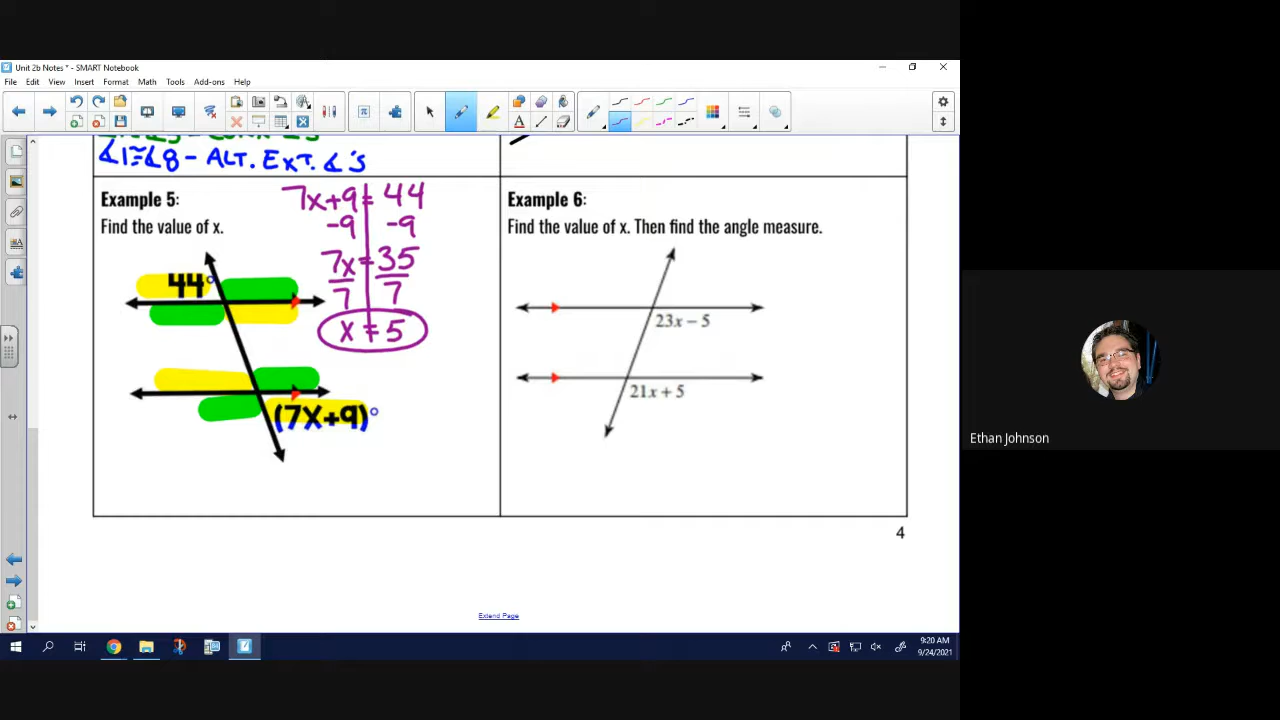 Unit 2b Notes * - SMART Notebook
File Edit View Insert Format Math Tools Add-ons Help
∡1≅∡8 - ALT. EXT. ∡'s
Example 5:
Find the value of x.
7x+9 = 44
-9 -9
7x = 35
7 7
x = 5
44°
(7X+9)°
Example 6:
Find the value of x. Then find the angle measure.
23x – 5
21x + 5
4
Extend Page
Ethan Johnson
9:20 AM
9/24/2021